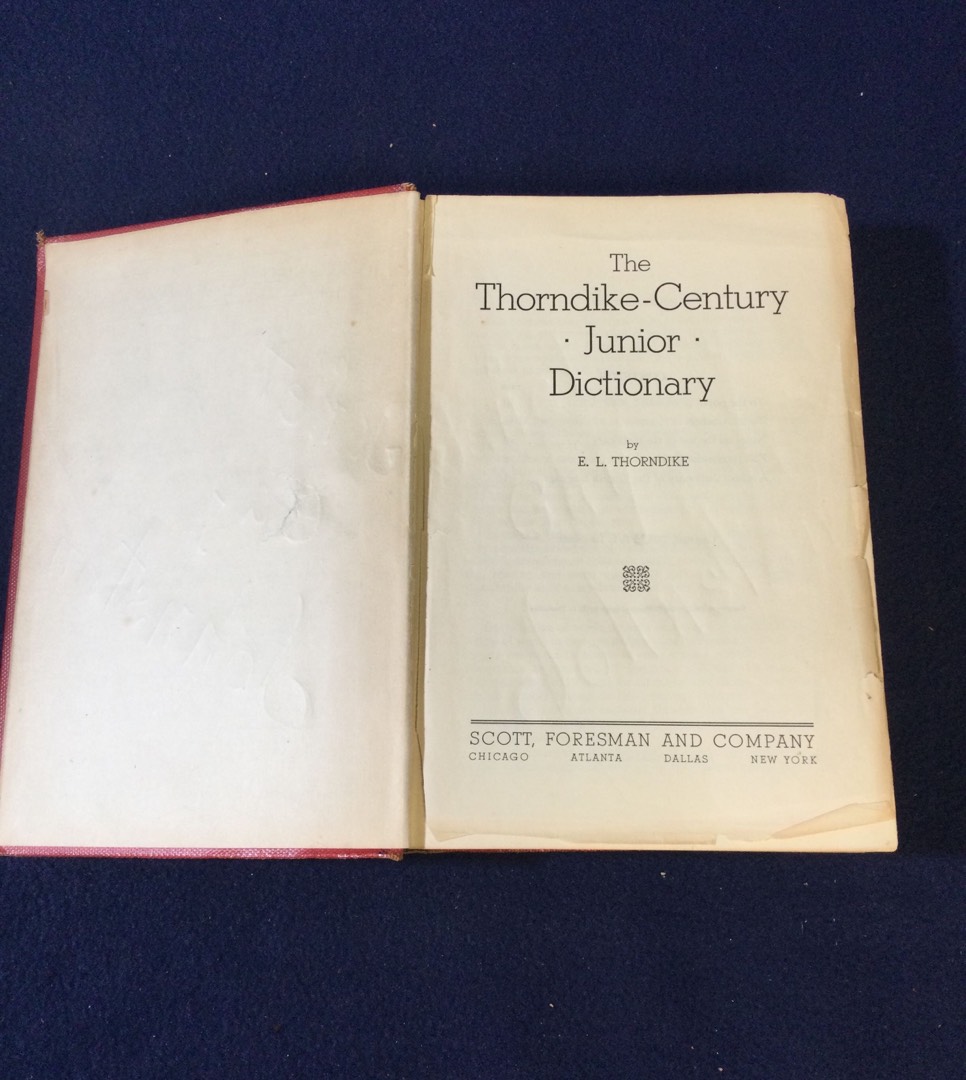 The
Thorndike-Century
· Junior ·
Dictionary
by
E. L. THORNDIKE
SCOTT, FORESMAN AND COMPANY
CHICAGO ATLANTA DALLAS NEW YORK